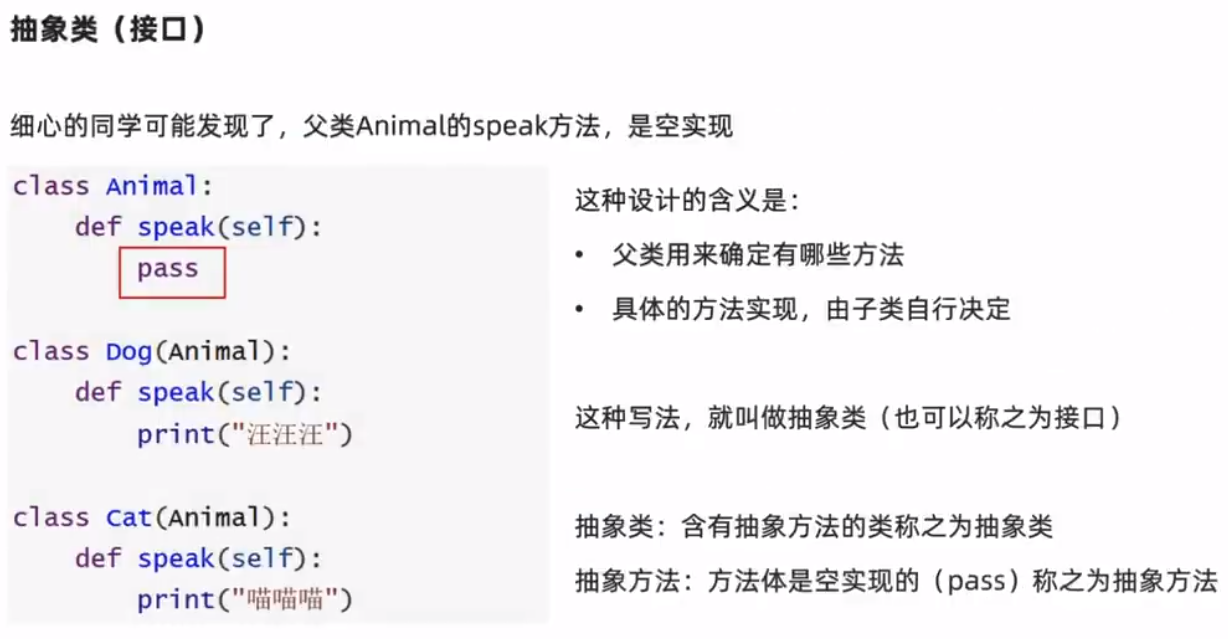 抽象类（接口）
细心的同学可能发现了，父类Animal的speak方法，是空实现
class Animal:
    def speak(self):
        pass
class Dog(Animal):
    def speak(self):
        print("汪汪汪")
class Cat(Animal):
    def speak(self):
        print("喵喵喵")
这种设计的含义是：
• 父类用来确定有哪些方法
• 具体的方法实现，由子类自行决定
这种写法，就叫做抽象类（也可以称之为接口）
抽象类：含有抽象方法的类称之为抽象类
抽象方法：方法体是空实现的（pass）称之为抽象方法